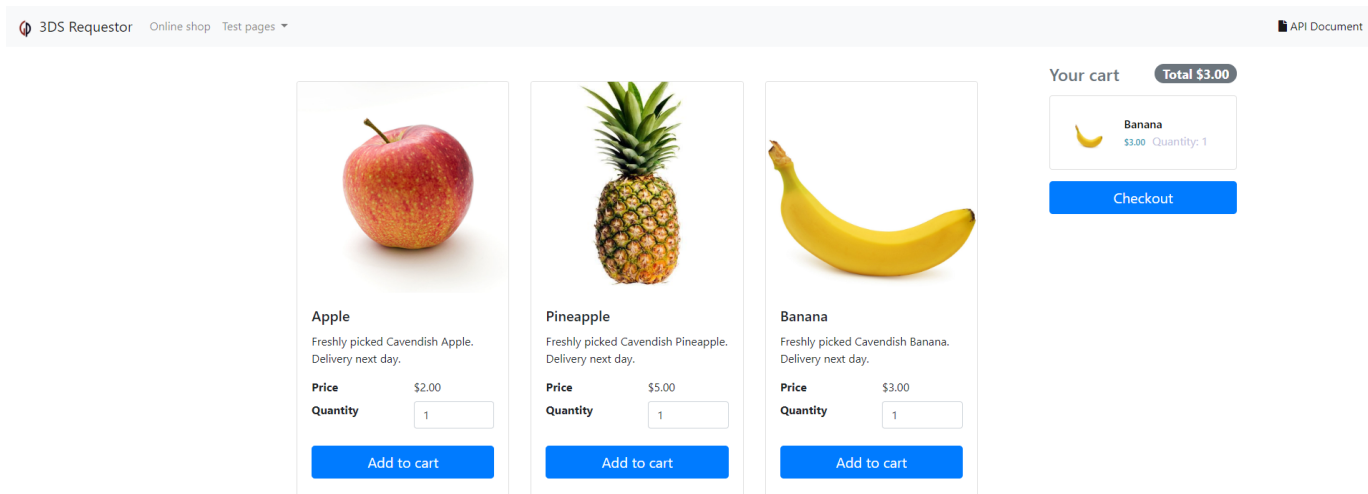 3DS Requestor
Online shop
Test pages
API Document
Apple
Freshly picked Cavendish Apple.
Delivery next day.
Price $2.00
Quantity 1
Add to cart
Pineapple
Freshly picked Cavendish Pineapple.
Delivery next day.
Price $5.00
Quantity 1
Add to cart
Banana
Freshly picked Cavendish Banana.
Delivery next day.
Price $3.00
Quantity 1
Add to cart
Your cart
Total $3.00
Banana
$3.00 Quantity: 1
Checkout